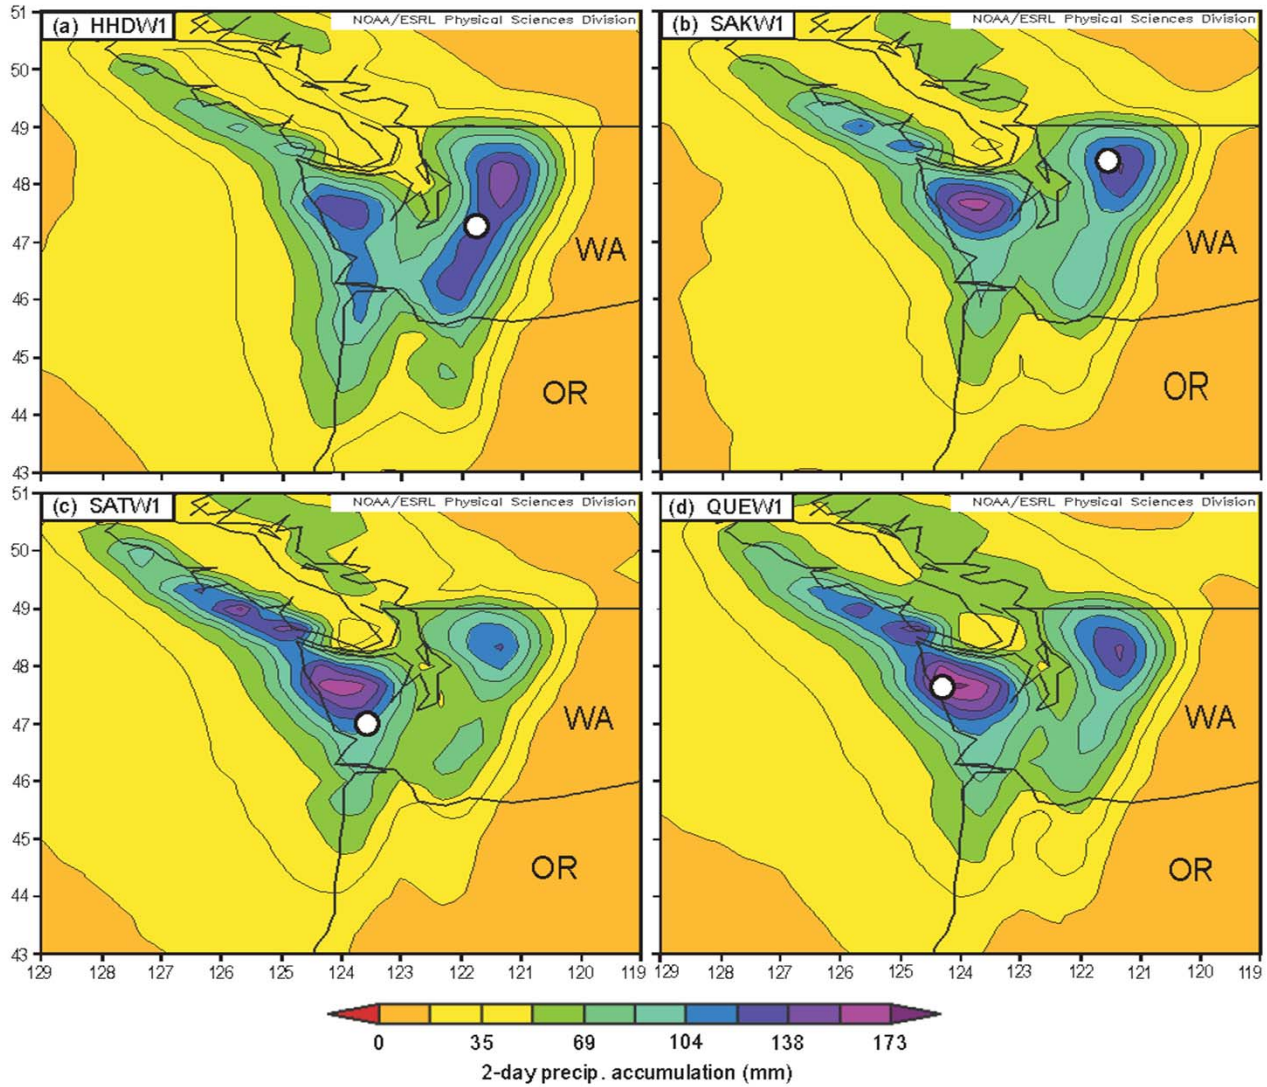 (a) HHDW1
NOAA/ESRL Physical Sciences Division
(b) SAKW1
NOAA/ESRL Physical Sciences Division
51
50
49
48
47
46
45
44
43
WA
OR
WA
OR
(c) SATW1
NOAA/ESRL Physical Sciences Division
(d) QUEW1
NOAA/ESRL Physical Sciences Division
51
50
49
48
47
46
45
44
43
WA
OR
WA
OR
129 128 127 126 125 124 123 122 121 120 119
129 128 127 126 125 124 123 122 121 120 119
0 35 69 104 138 173
2-day precip. accumulation (mm)